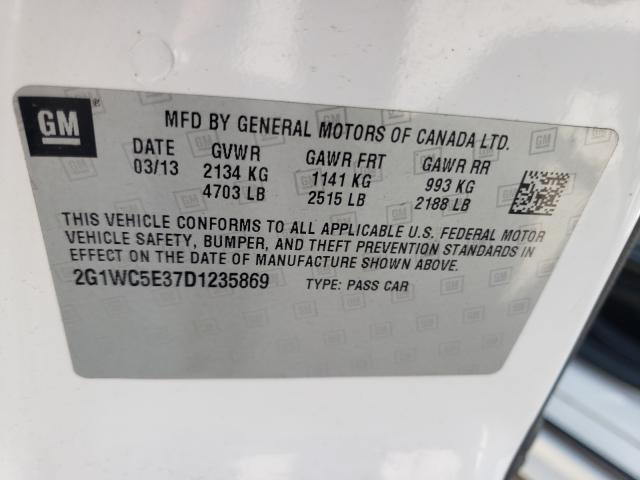 GM ®
MFD BY GENERAL MOTORS OF CANADA LTD.
DATE GVWR GAWR FRT GAWR RR
03/13 2134 KG 1141 KG 993 KG
4703 LB 2515 LB 2188 LB
THIS VEHICLE CONFORMS TO ALL APPLICABLE U.S. FEDERAL MOTOR
VEHICLE SAFETY, BUMPER, AND THEFT PREVENTION STANDARDS IN
EFFECT ON THE DATE OF MANUFACTURE SHOWN ABOVE.
2G1WC5E37D1235869 TYPE: PASS CAR